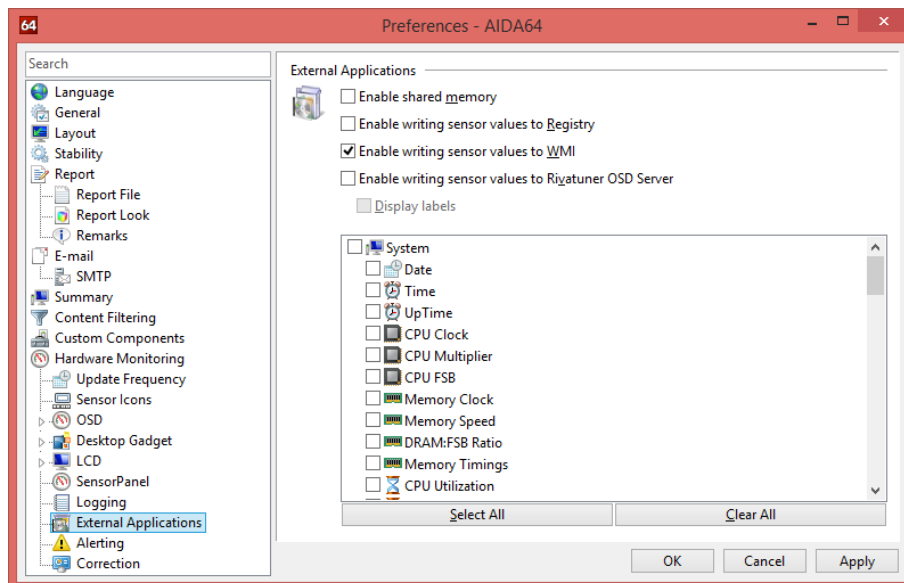 64
Preferences - AIDA64
Search
Language
General
Layout
Stability
Report
Report File
Report Look
Remarks
E-mail
SMTP
Summary
Content Filtering
Custom Components
Hardware Monitoring
Update Frequency
Sensor Icons
OSD
Desktop Gadget
LCD
SensorPanel
Logging
External Applications
Alerting
Correction
External Applications
Enable shared memory
Enable writing sensor values to Registry
Enable writing sensor values to WMI
Enable writing sensor values to Rivatuner OSD Server
Display labels
System
Date
Time
UpTime
CPU Clock
CPU Multiplier
CPU FSB
Memory Clock
Memory Speed
DRAM:FSB Ratio
Memory Timings
CPU Utilization
Select All
Clear All
OK
Cancel
Apply